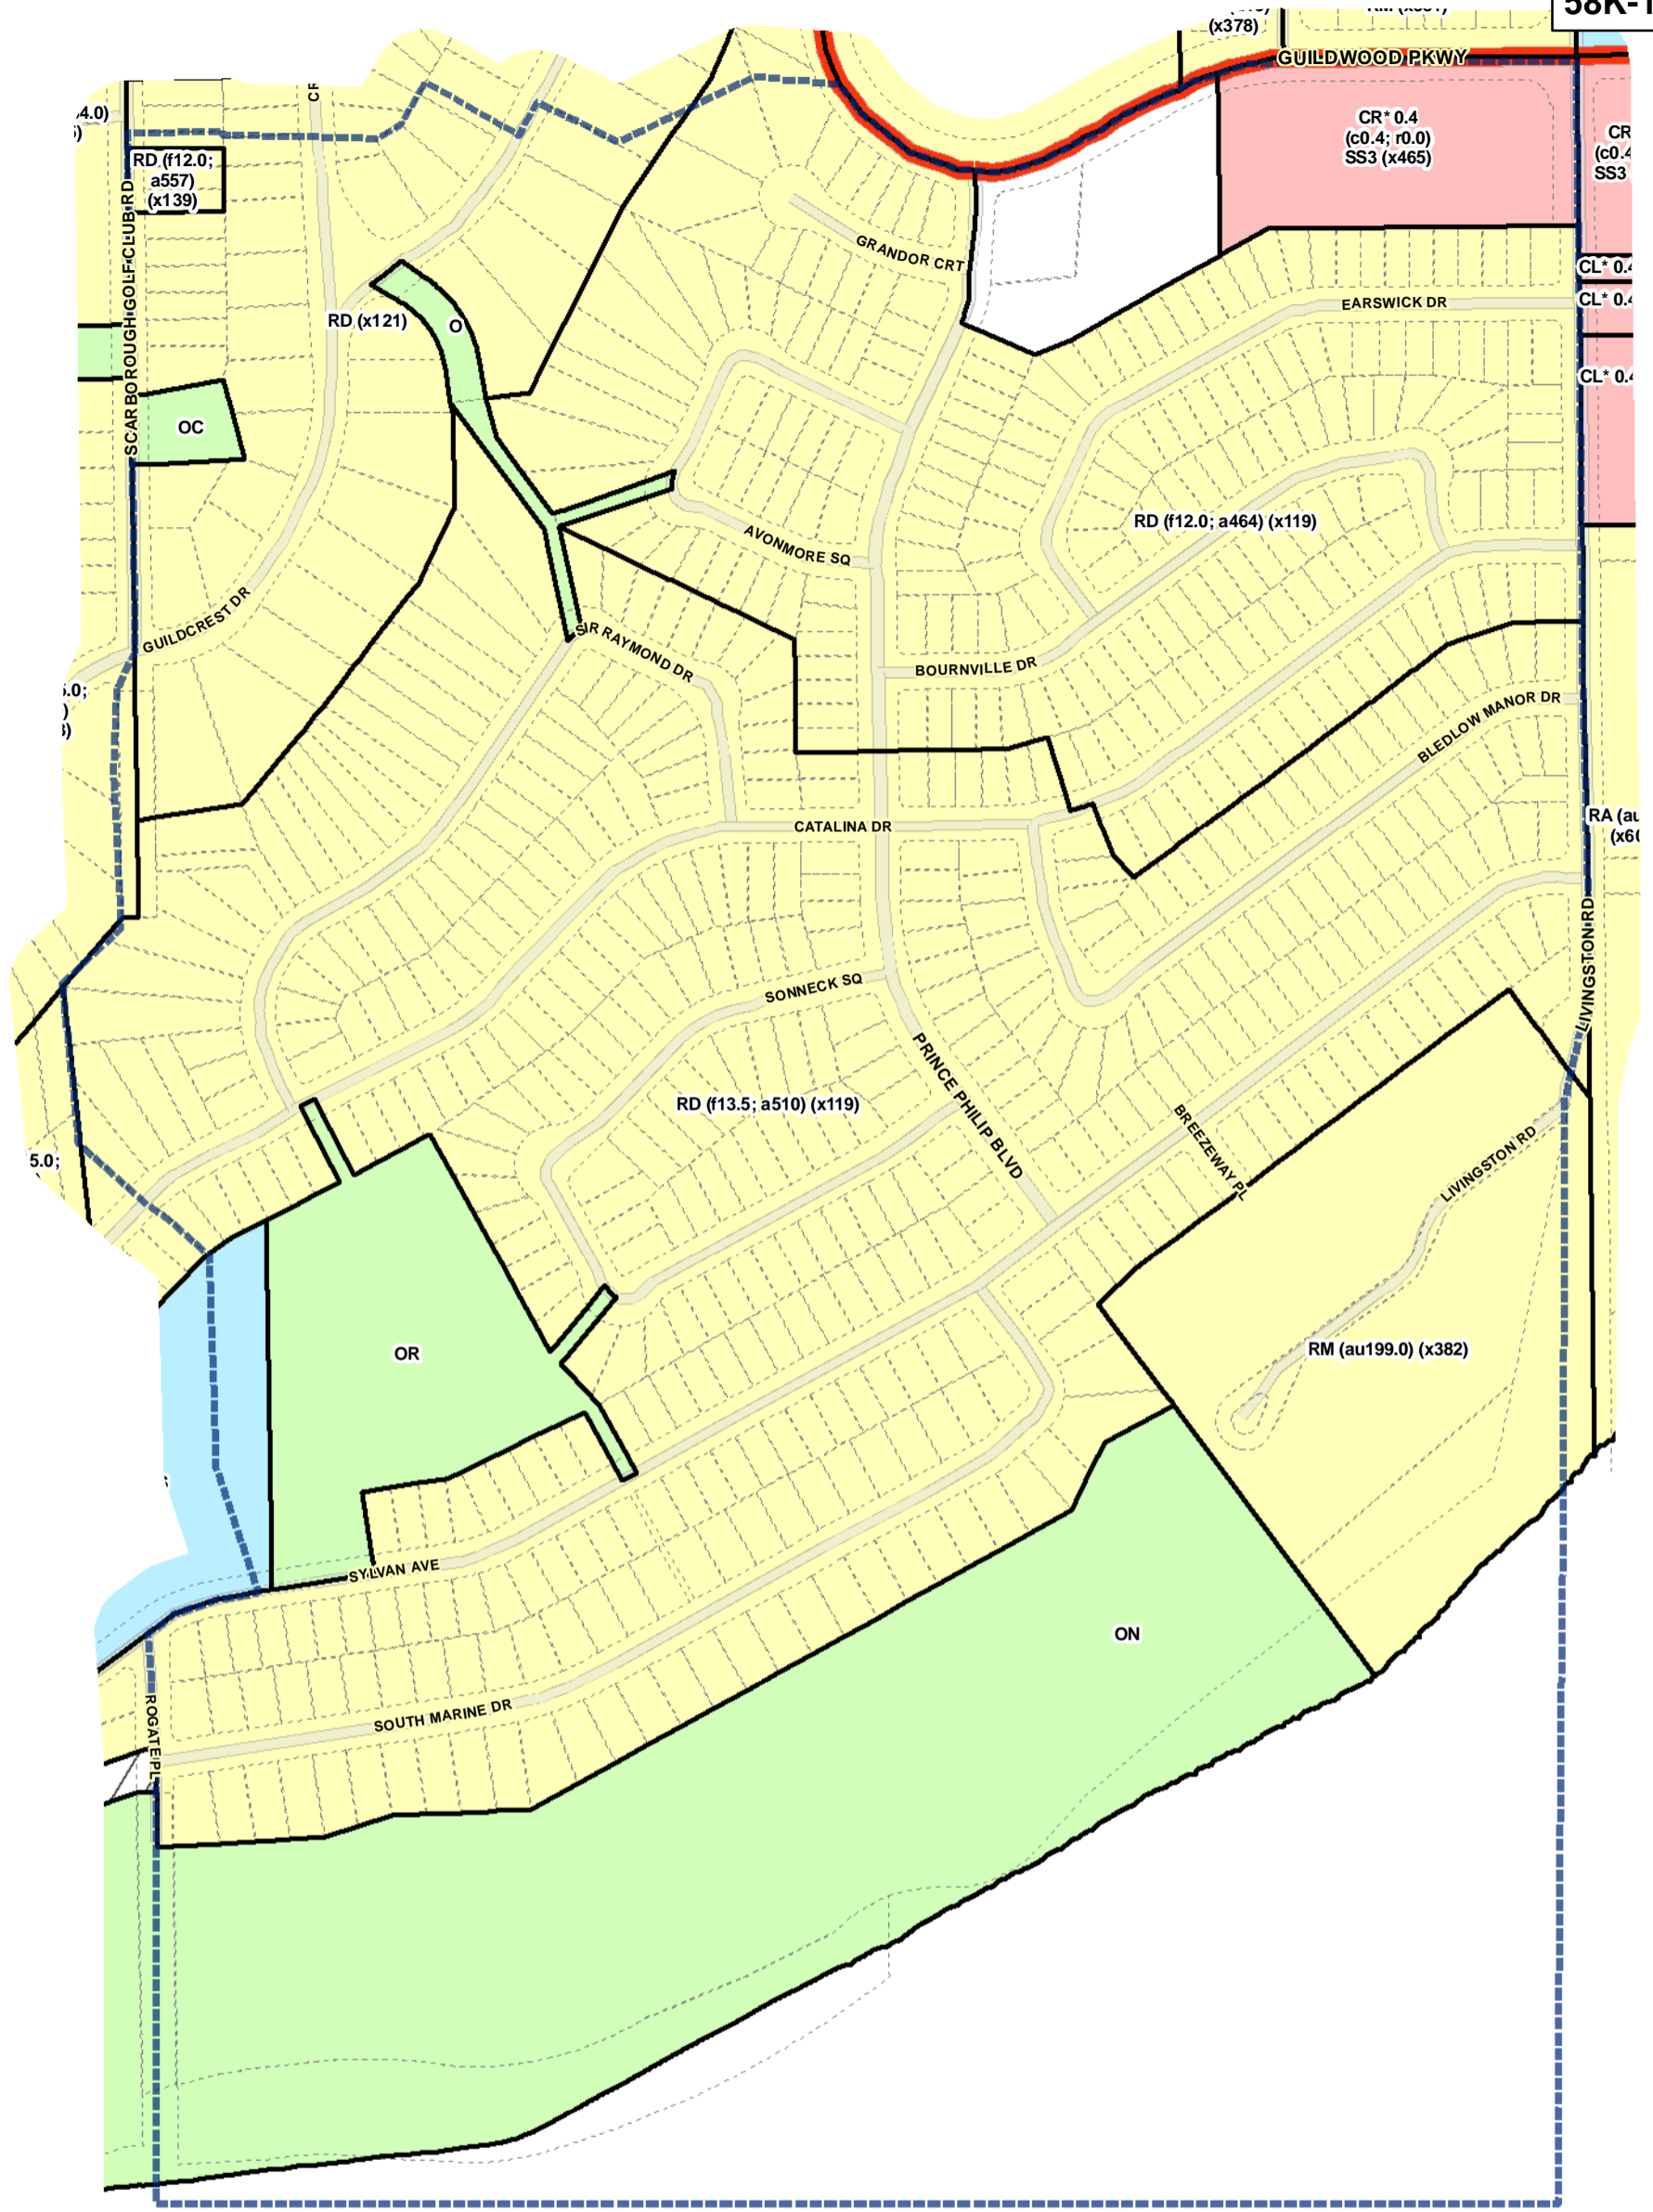 58K-1
(x378)
GUILDWOOD PKWY
CR* 0.4
(c0.4; r0.0)
SS3 (x465)
CR
(c0.4
SS3
RD (f12.0;
a557)
(x139)
GRANDOR CRT
CL* 0.4
CL* 0.4
CL* 0.4
EARSWICK DR
RD (x121)
O
SCARBOROUGH GOLF CLUB RD
OC
AVONMORE SQ
RD (f12.0; a464) (x119)
GUILDCREST DR
SIR RAYMOND DR
BOURNVILLE DR
BLEDLOW MANOR DR
CATALINA DR
RA (au
(x60
LIVINGSTON RD
SONNECK SQ
PRINCE PHILIP BLVD
RD (f13.5; a510) (x119)
BREEZEWAY PL
LIVINGSTON RD
5.0;
OR
RM (au199.0) (x382)
SYLVAN AVE
ON
ROGATE PL
SOUTH MARINE DR